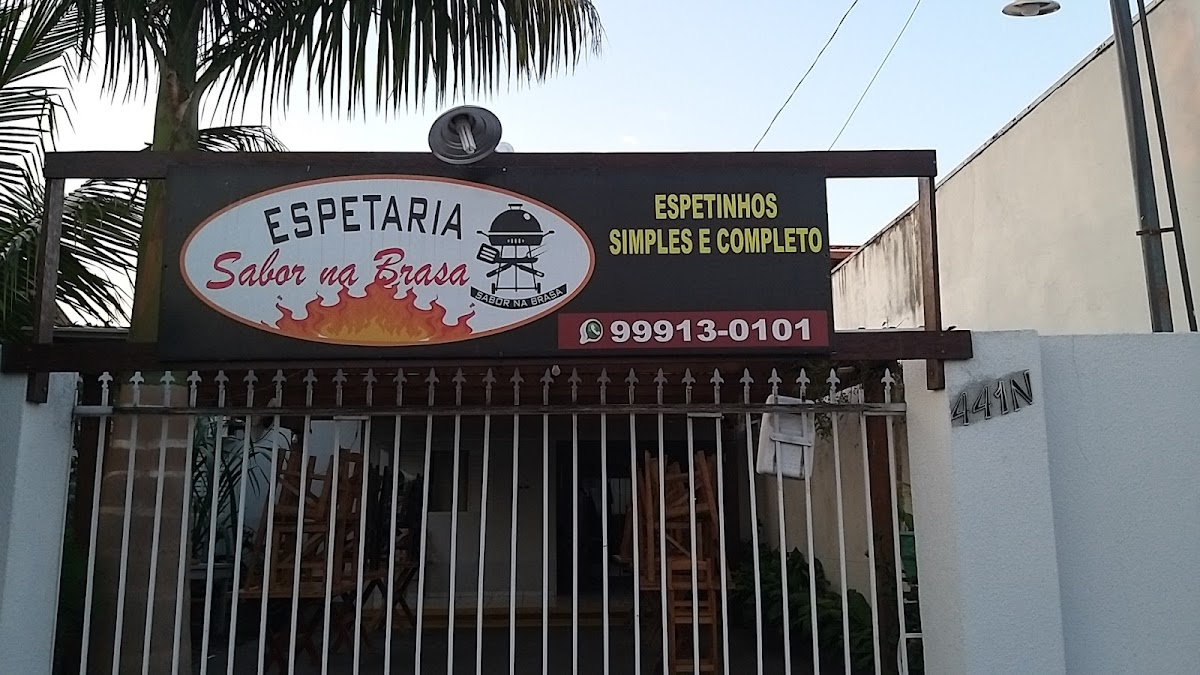 ESPETARIA
Sabor na Brasa
SABOR NA BRASA
ESPETINHOS
SIMPLES E COMPLETO
99913-0101
441N